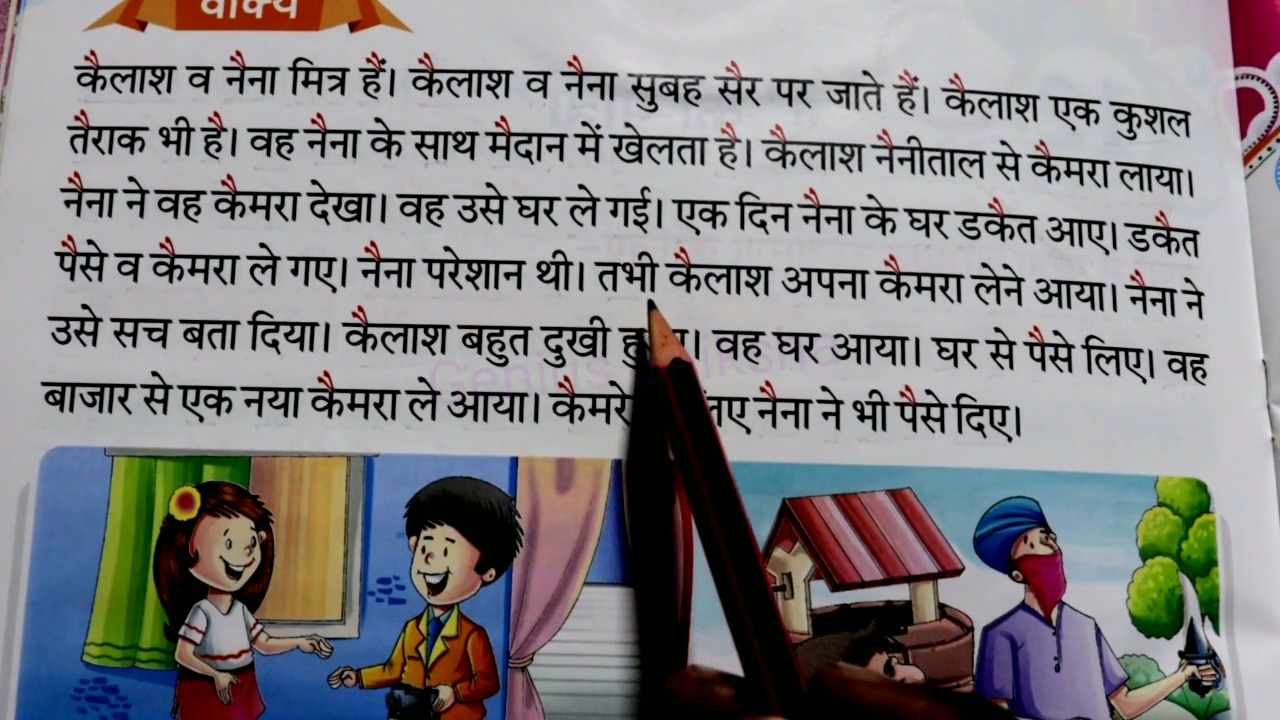 वाक्य
कैलाश व नैना मित्र हैं। कैलाश व नैना सुबह सैर पर जाते हैं। कैलाश एक कुशल
तैराक भी है। वह नैना के साथ मैदान में खेलता है। कैलाश नैनीताल से कैमरा लाया।
नैना ने वह कैमरा देखा। वह उसे घर ले गई। एक दिन नैना के घर डकैत आए। डकैत
पैसे व कैमरा ले गए। नैना परेशान थी। तभी कैलाश अपना कैमरा लेने आया। नैना ने
उसे सच बता दिया। कैलाश बहुत दुखी वह घर आया। घर से पैसे लिए। वह
बाजार से एक नया कैमरा ले आया। नैना ने भी पैसे दिए।